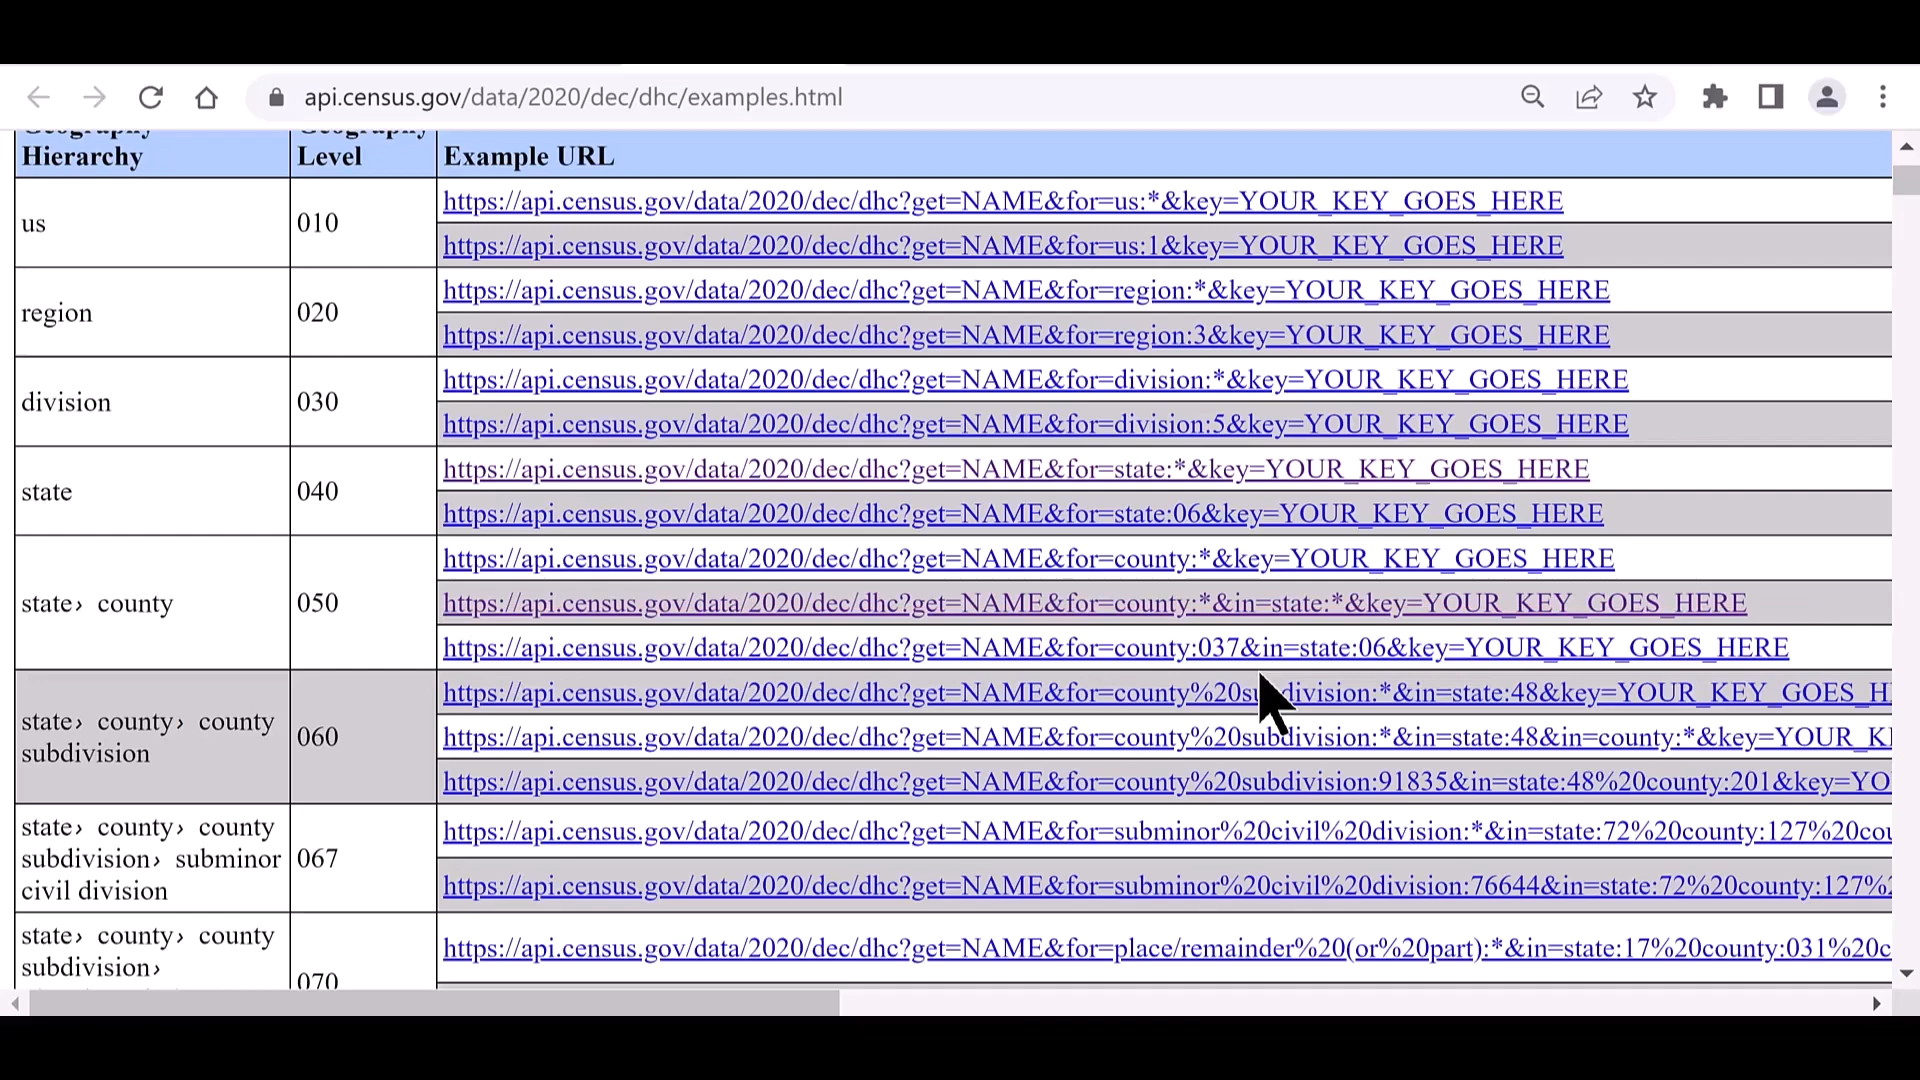 api.census.gov/data/2020/dec/dhc/examples.html
Geography Hierarchy
Geography Level
Example URL
us
010
https://api.census.gov/data/2020/dec/dhc?get=NAME&for=us:*&key=YOUR_KEY_GOES_HERE
https://api.census.gov/data/2020/dec/dhc?get=NAME&for=us:1&key=YOUR_KEY_GOES_HERE
region
020
https://api.census.gov/data/2020/dec/dhc?get=NAME&for=region:*&key=YOUR_KEY_GOES_HERE
https://api.census.gov/data/2020/dec/dhc?get=NAME&for=region:3&key=YOUR_KEY_GOES_HERE
division
030
https://api.census.gov/data/2020/dec/dhc?get=NAME&for=division:*&key=YOUR_KEY_GOES_HERE
https://api.census.gov/data/2020/dec/dhc?get=NAME&for=division:5&key=YOUR_KEY_GOES_HERE
state
040
https://api.census.gov/data/2020/dec/dhc?get=NAME&for=state:*&key=YOUR_KEY_GOES_HERE
https://api.census.gov/data/2020/dec/dhc?get=NAME&for=state:06&key=YOUR_KEY_GOES_HERE
state› county
050
https://api.census.gov/data/2020/dec/dhc?get=NAME&for=county:*&key=YOUR_KEY_GOES_HERE
https://api.census.gov/data/2020/dec/dhc?get=NAME&for=county:*&in=state:*&key=YOUR_KEY_GOES_HERE
https://api.census.gov/data/2020/dec/dhc?get=NAME&for=county:037&in=state:06&key=YOUR_KEY_GOES_HERE
state› county› county
subdivision
060
https://api.census.gov/data/2020/dec/dhc?get=NAME&for=county%20subdivision:*&in=state:48&key=YOUR_KEY_GOES_H
https://api.census.gov/data/2020/dec/dhc?get=NAME&for=county%20subdivision:*&in=state:48&in=county:*&key=YOUR_K
https://api.census.gov/data/2020/dec/dhc?get=NAME&for=county%20subdivision:91835&in=state:48%20county:201&key=YO
state› county› county
subdivision› subminor
civil division
067
https://api.census.gov/data/2020/dec/dhc?get=NAME&for=subminor%20civil%20division:*&in=state:72%20county:127%20cou
https://api.census.gov/data/2020/dec/dhc?get=NAME&for=subminor%20civil%20division:76644&in=state:72%20county:127%2
state› county› county
subdivision›
070
https://api.census.gov/data/2020/dec/dhc?get=NAME&for=place/remainder%20(or%20part):*&in=state:17%20county:031%20c